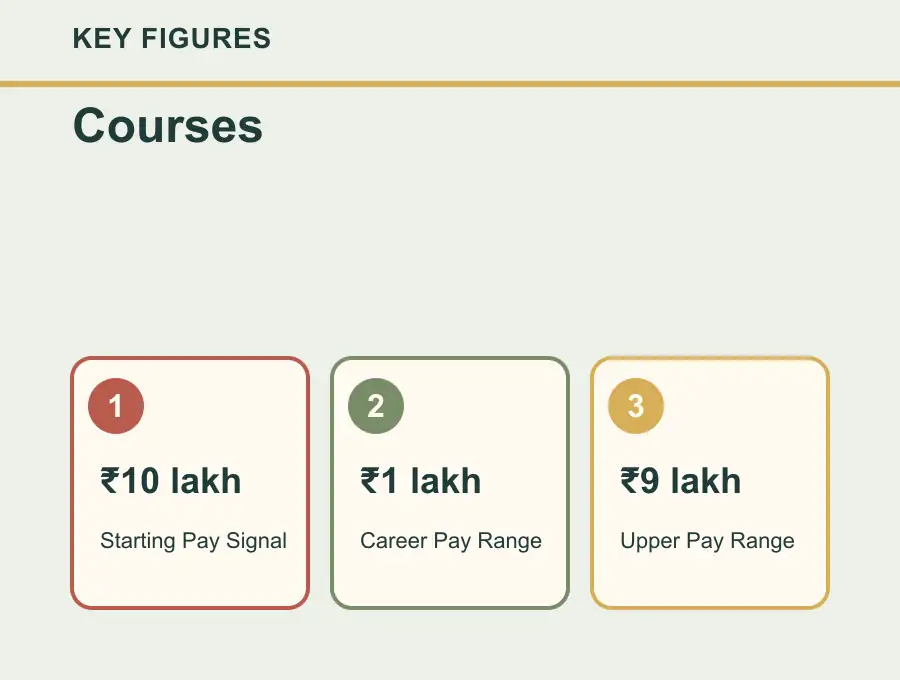 KEY FIGURES
Courses
1
₹10 lakh
Starting Pay Signal
2
₹1 lakh
Career Pay Range
3
₹9 lakh
Upper Pay Range